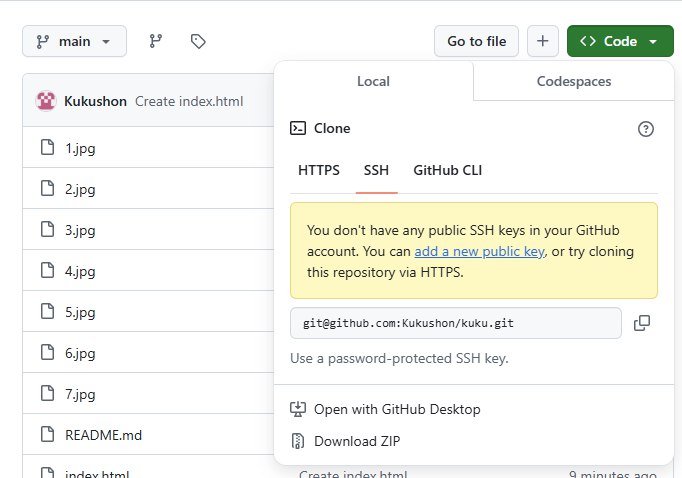 main
Go to file
Code
Kukushon Create index.html
Local Codespaces
Clone
HTTPS SSH GitHub CLI
You don't have any public SSH keys in your GitHub
account. You can add a new public key, or try cloning
this repository via HTTPS.
git@github.com:Kukushon/kuku.git
Use a password-protected SSH key.
Open with GitHub Desktop
Download ZIP
1.jpg
2.jpg
3.jpg
4.jpg
5.jpg
6.jpg
7.jpg
README.md
index.html Create index.html 9 minutes ago